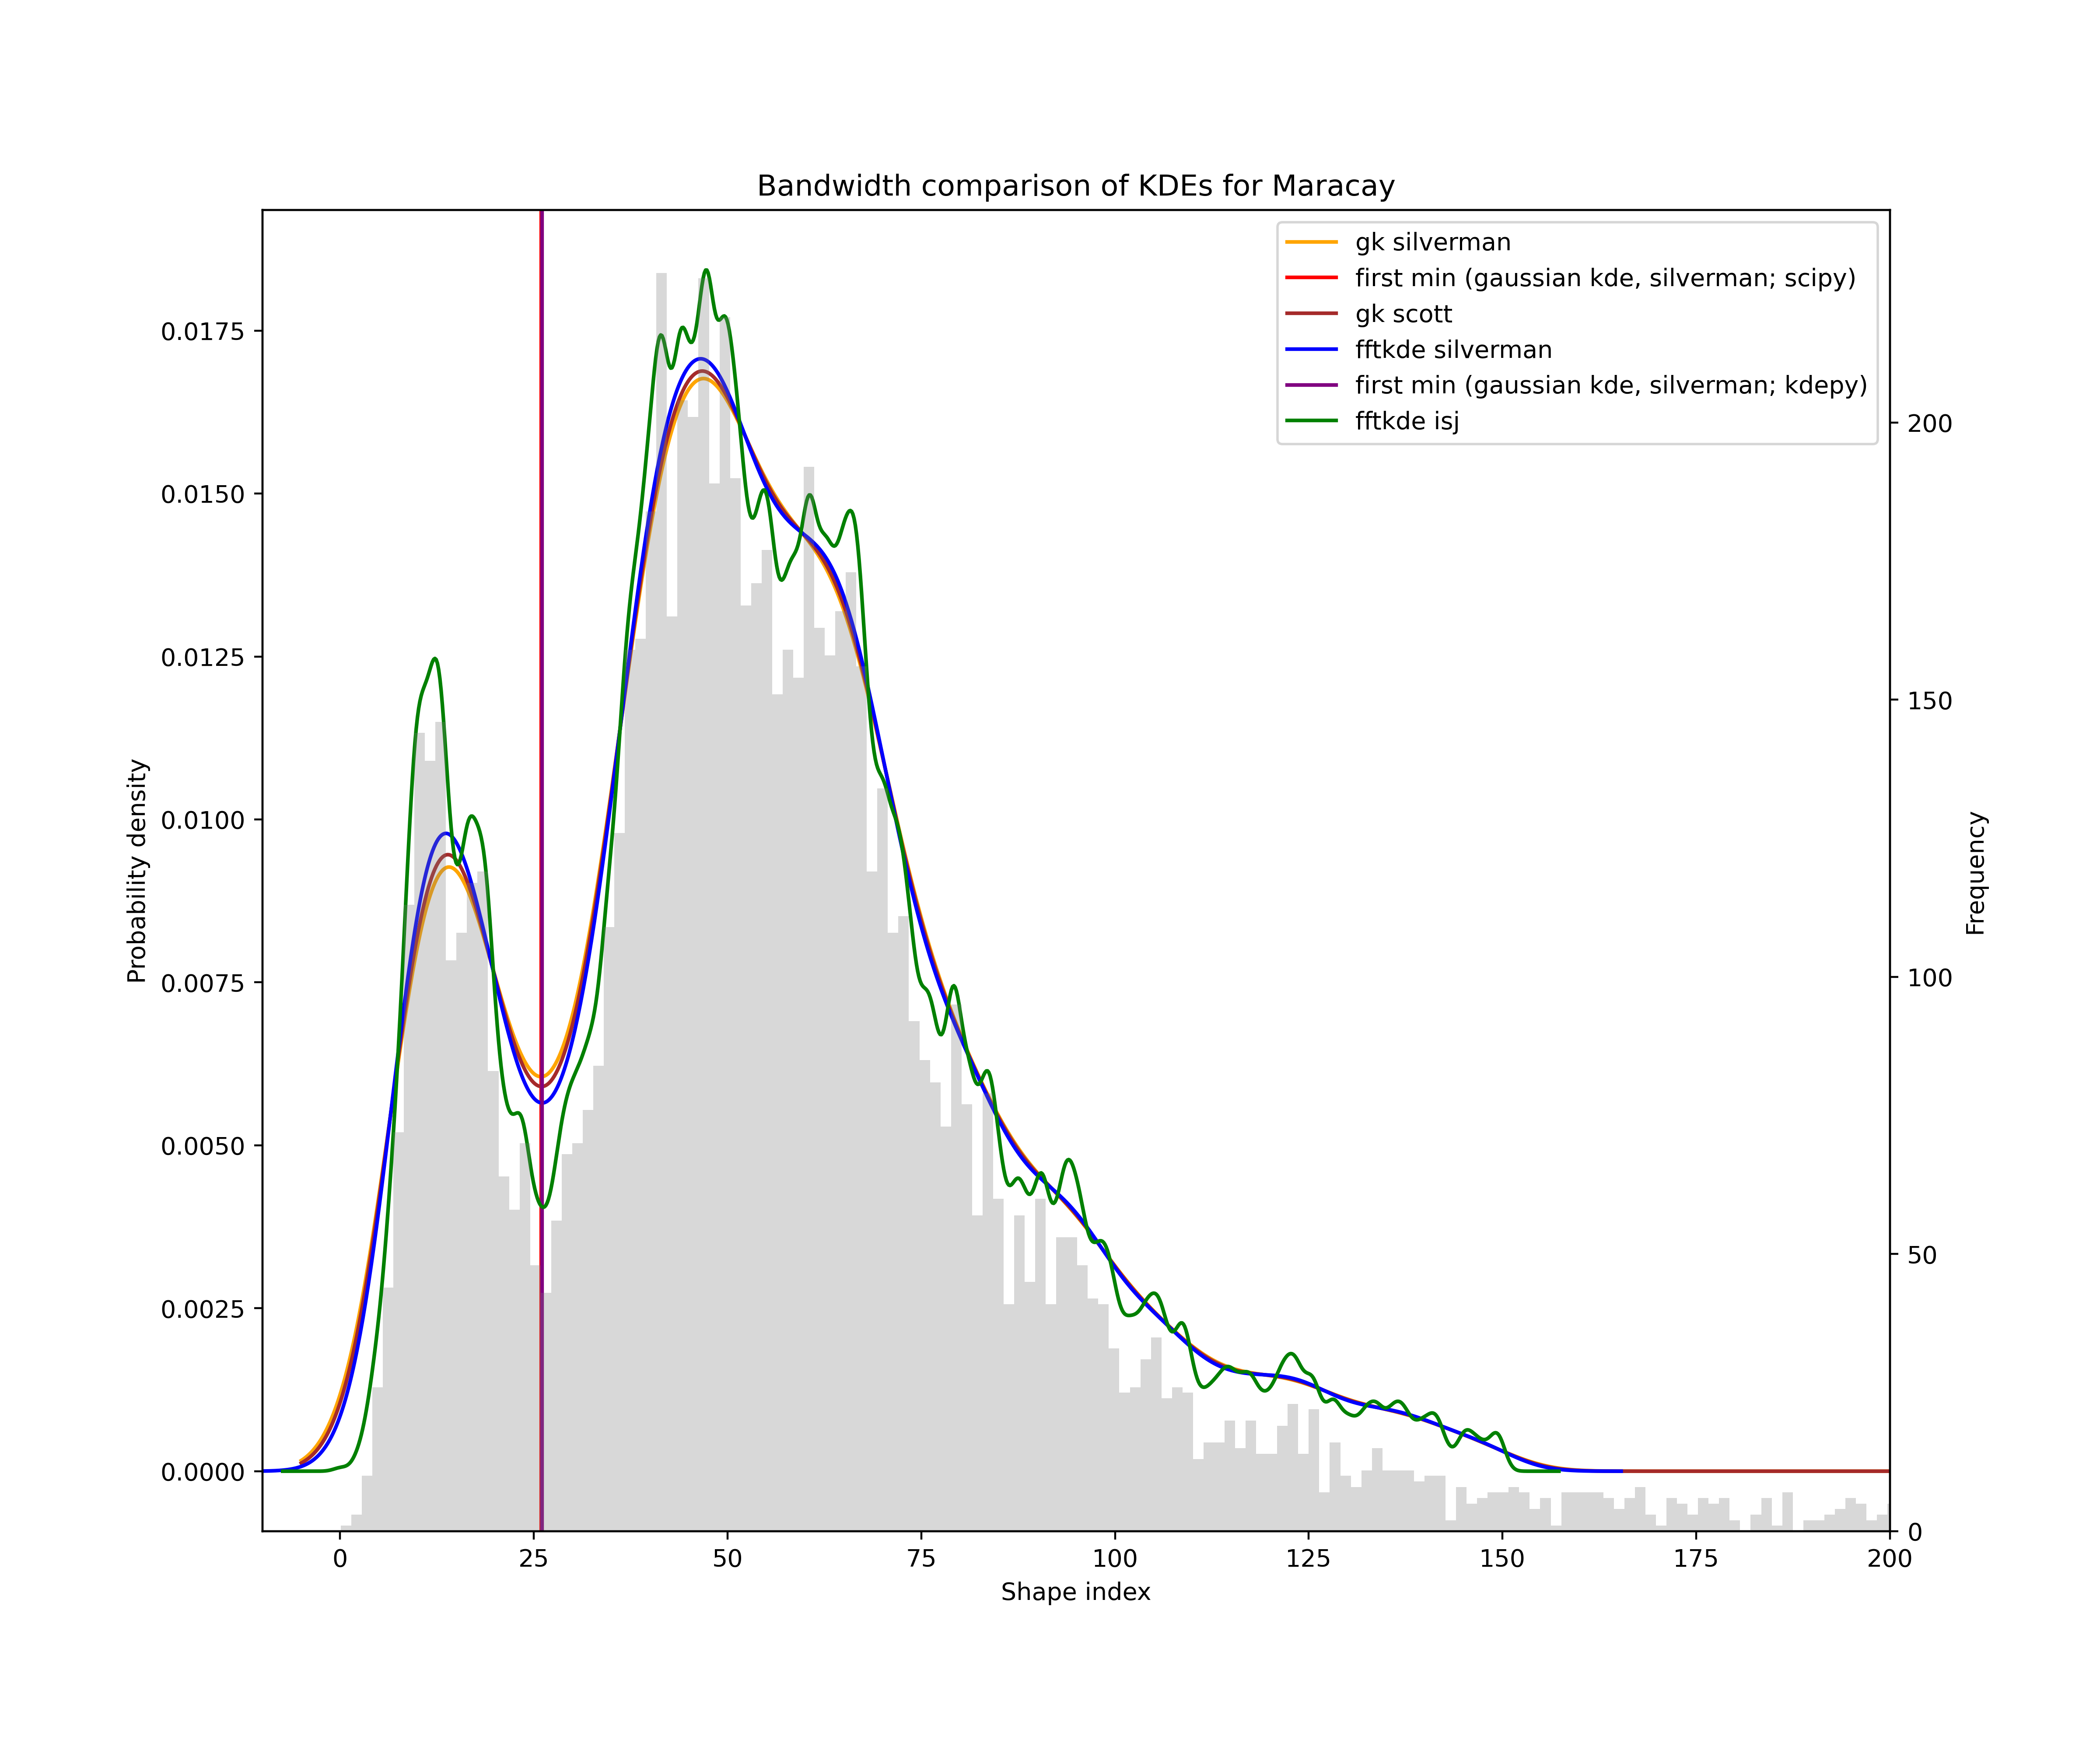 Bandwidth comparison of KDEs for Maracay
gk silverman
first min (gaussian kde, silverman; scipy)
gk scott
fftkde silverman
first min (gaussian kde, silverman; kdepy)
fftkde isj
Probability density
0.0175
0.0150
0.0125
0.0100
0.0075
0.0050
0.0025
0.0000
200
150
100
50
0
Frequency
0 25 50 75 100 125 150 175 200
Shape index